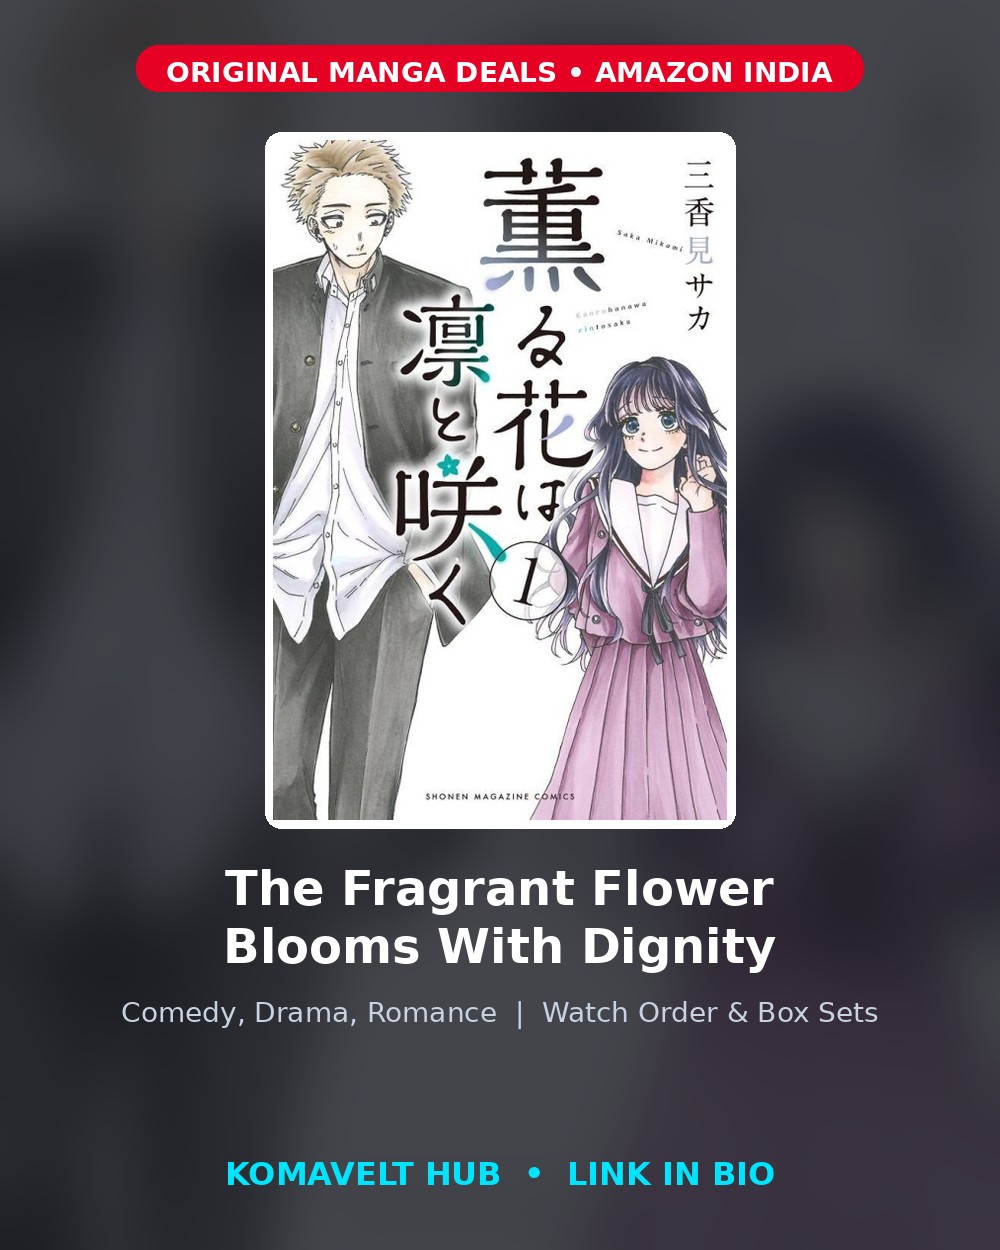 ORIGINAL MANGA DEALS • AMAZON INDIA
三香見サカ
Saka Mikami
薫る花は
凛と咲く
Kaoruhanawa
rintosaku
1
SHONEN MAGAZINE COMICS
The Fragrant Flower
Blooms With Dignity
Comedy, Drama, Romance | Watch Order & Box Sets
KOMAVELT HUB • LINK IN BIO